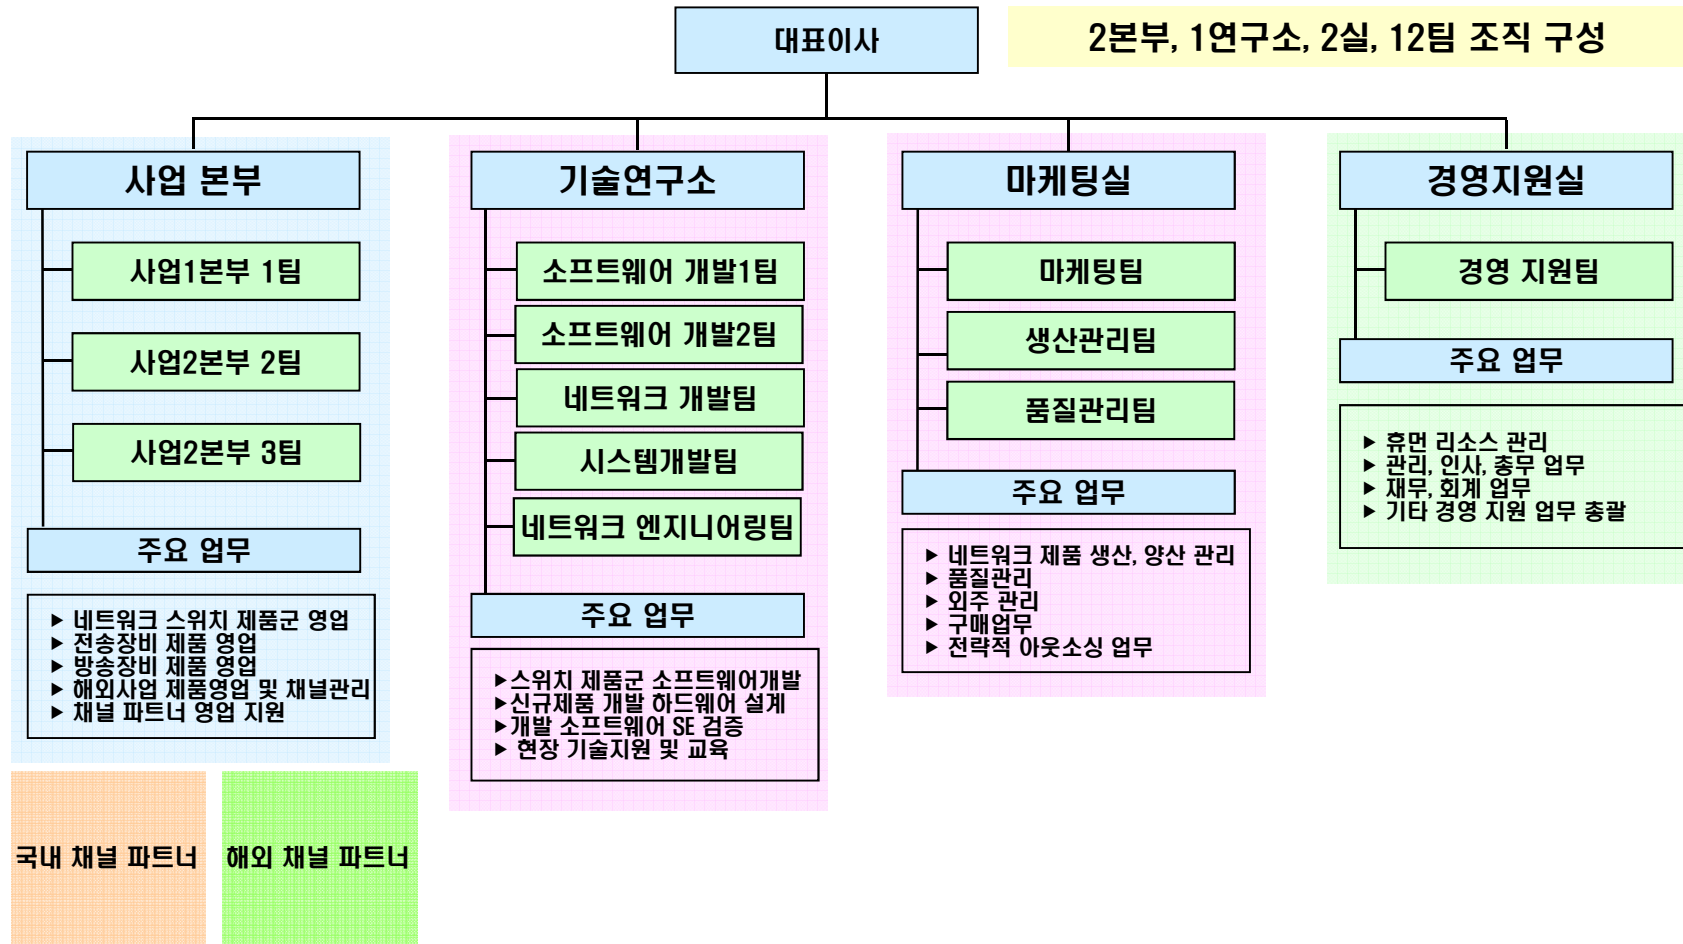 대표이사
2본부, 1연구소, 2실, 12팀 조직 구성
사업 본부
사업1본부 1팀
사업2본부 2팀
사업2본부 3팀
주요 업무
▶ 네트워크 스위치 제품군 영업
▶ 전송장비 제품 영업
▶ 방송장비 제품 영업
▶ 해외사업 제품영업 및 채널관리
▶ 채널 파트너 영업 지원
국내 채널 파트너
해외 채널 파트너
기술연구소
소프트웨어 개발1팀
소프트웨어 개발2팀
네트워크 개발팀
시스템개발팀
네트워크 엔지니어링팀
주요 업무
▶스위치 제품군 소프트웨어개발
▶신규제품 개발 하드웨어 설계
▶개발 소프트웨어 SE 검증
▶ 현장 기술지원 및 교육
마케팅실
마케팅팀
생산관리팀
품질관리팀
주요 업무
▶ 네트워크 제품 생산, 양산 관리
▶ 품질관리
▶ 외주 관리
▶ 구매업무
▶ 전략적 아웃소싱 업무
경영지원실
경영 지원팀
주요 업무
▶ 휴먼 리소스 관리
▶ 관리, 인사, 총무 업무
▶ 재무, 회계 업무
▶ 기타 경영 지원 업무 총괄